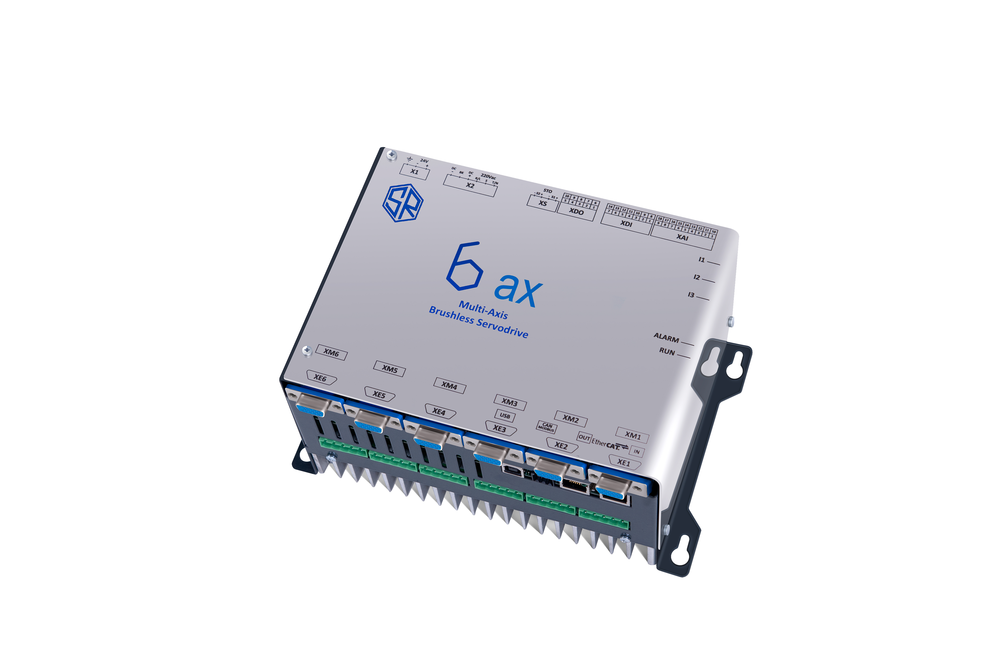 24V
- +
X1
DC BK DC 220Vac
- + R/L S T/N
X2
STO
- S2 + - S1 +
XS
10 9 8 7 6
5 4 3 2 1
XDO
14 13 12 11 10 9 8
7 6 5 4 3 2 1
XDI
18 17 16 15 14 13 12 11 10
9 8 7 6 5 4 3 2 1
XAI
SR
I1
I2
I3
6 ax
Multi-Axis
Brushless Servodrive
ALARM
RUN
XM6
XM5
XM4
XM3
XM2
XM1
USB
CAN
MODBUS
OUT EtherCAT. IN
XE6
XE5
XE4
XE3
XE2
XE1